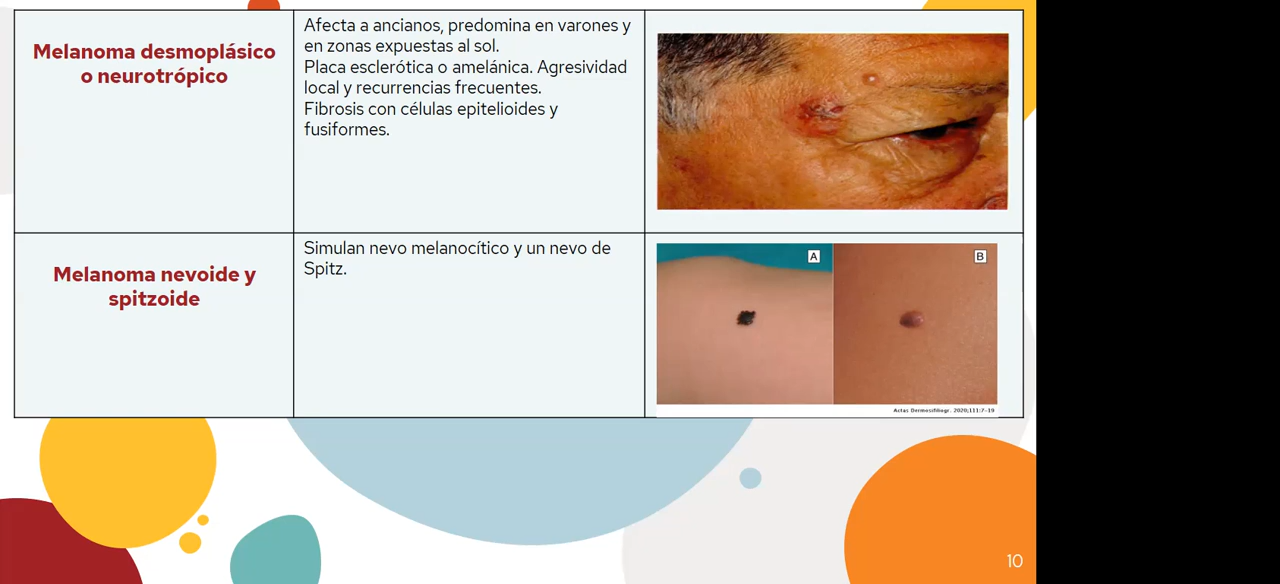 Melanoma desmoplásico
o neurotrópico
Afecta a ancianos, predomina en varones y
en zonas expuestas al sol.
Placa esclerótica o amelánica. Agresividad
local y recurrencias frecuentes.
Fibrosis con células epitelioides y
fusiformes.
Melanoma nevoide y
spitzoide
Simulan nevo melanocítico y un nevo de
Spitz.
A
B
Actas Dermosifiliogr. 2020;111:7-19
10